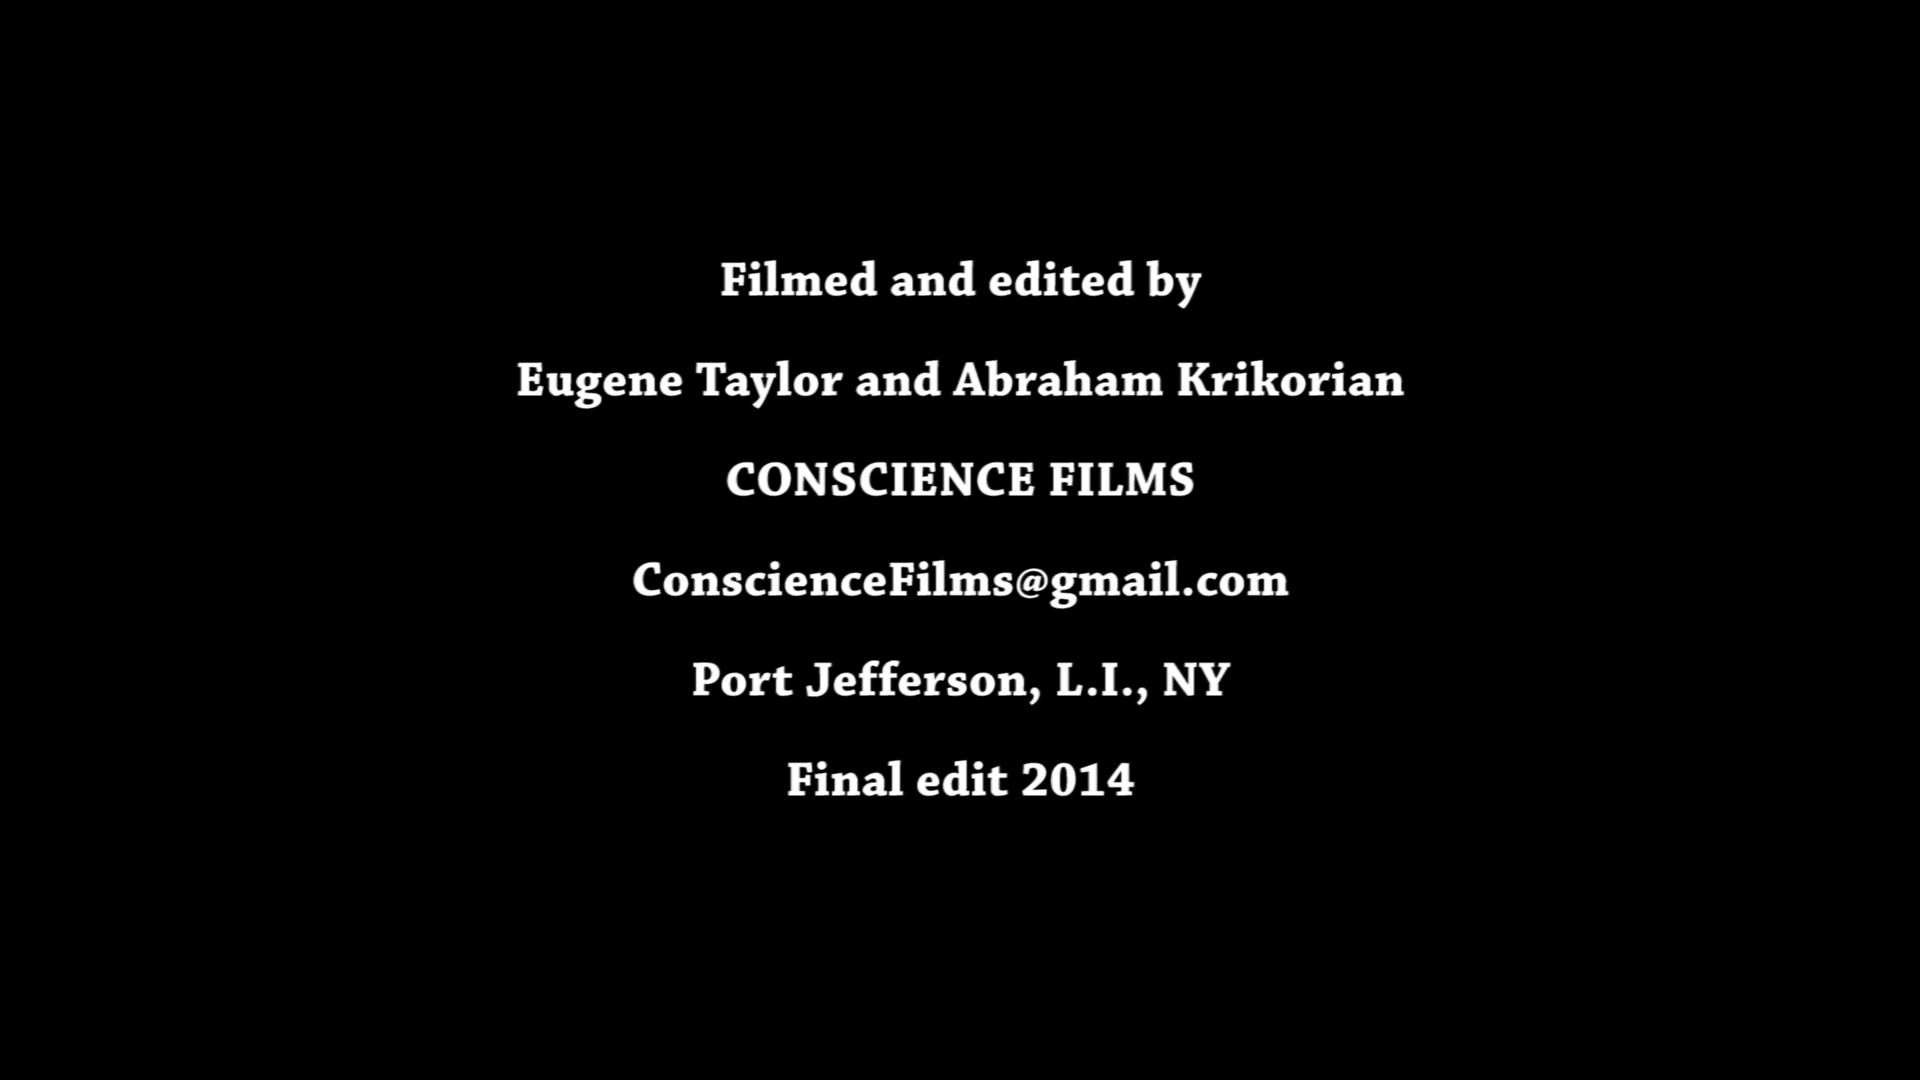 Filmed and edited by
Eugene Taylor and Abraham Krikorian
CONSCIENCE FILMS
ConscienceFilms@gmail.com
Port Jefferson, L.I., NY
Final edit 2014